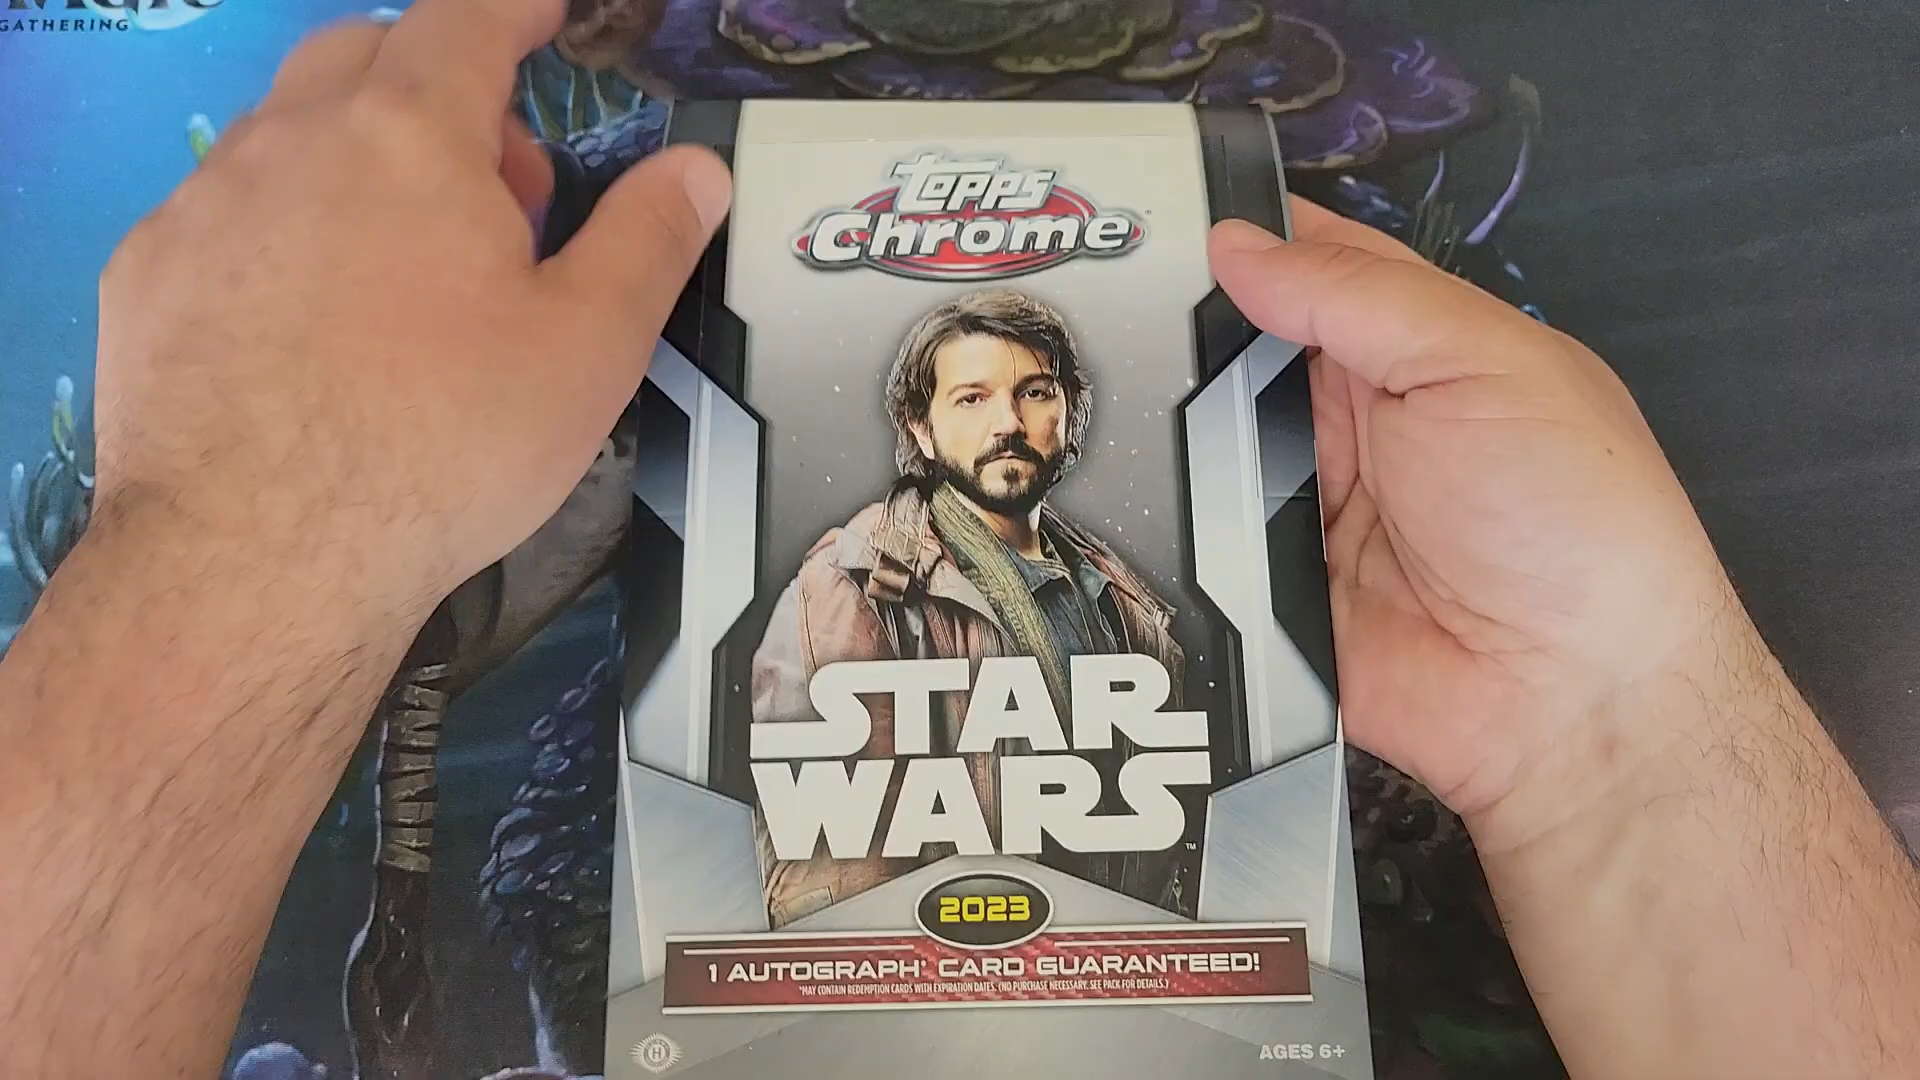 GATHERING
Topps
Chrome
STAR
WARS
TM
2023
1 AUTOGRAPH* CARD GUARANTEED!
*MAY CONTAIN REDEMPTION CARDS WITH EXPIRATION DATES. (NO PURCHASE NECESSARY. SEE PACK FOR DETAILS.)
H
AGES 6+